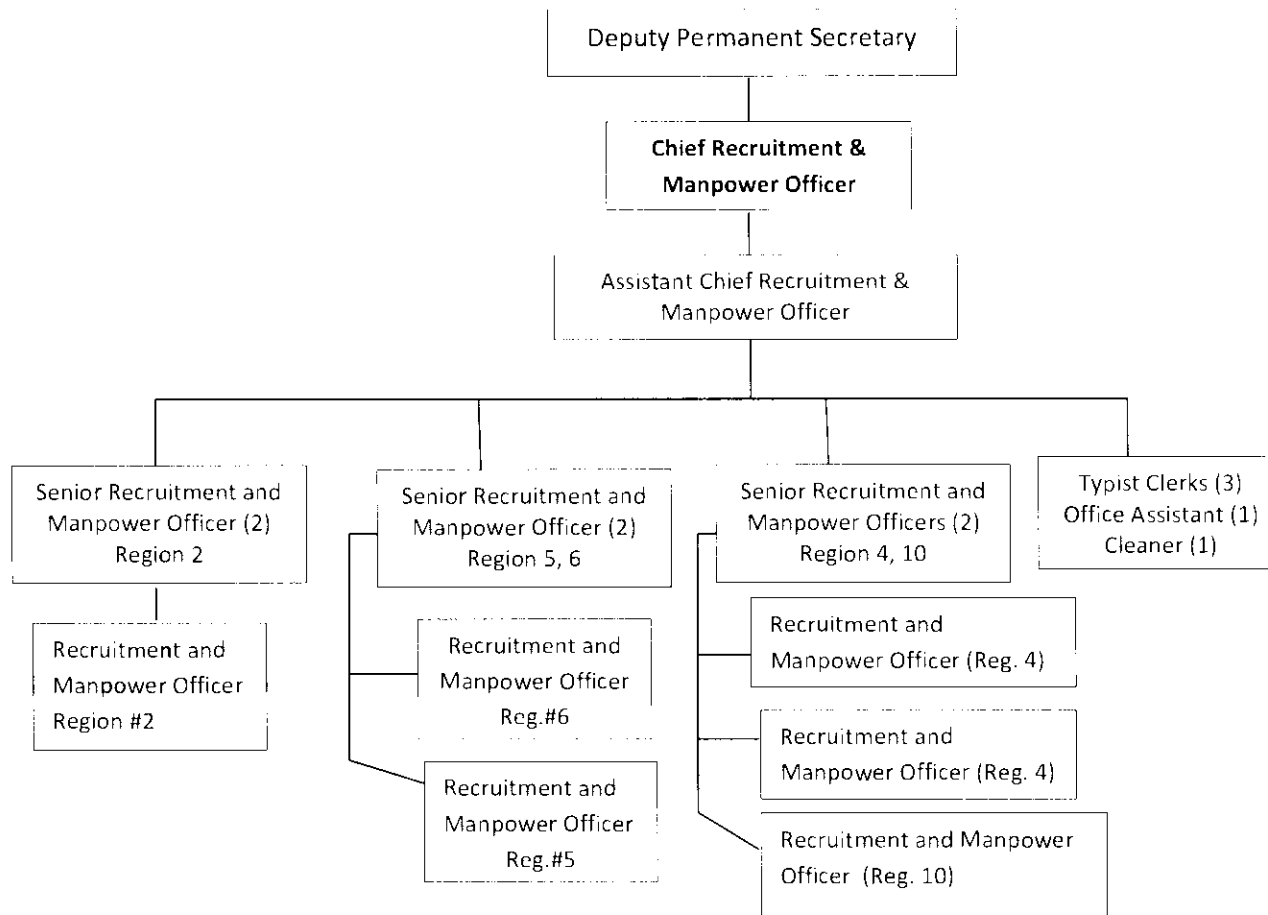 Deputy Permanent Secretary
Chief Recruitment &
Manpower Officer
Assistant Chief Recruitment &
Manpower Officer
Senior Recruitment and
Manpower Officer (2)
Region 2
Senior Recruitment and
Manpower Officer (2)
Region 5, 6
Senior Recruitment and
Manpower Officers (2)
Region 4, 10
Typist Clerks (3)
Office Assistant (1)
Cleaner (1)
Recruitment and
Manpower Officer
Region #2
Recruitment and
Manpower Officer
Reg.#6
Recruitment and
Manpower Officer
Reg.#5
Recruitment and
Manpower Officer (Reg. 4)
Recruitment and
Manpower Officer (Reg. 4)
Recruitment and Manpower
Officer (Reg. 10)